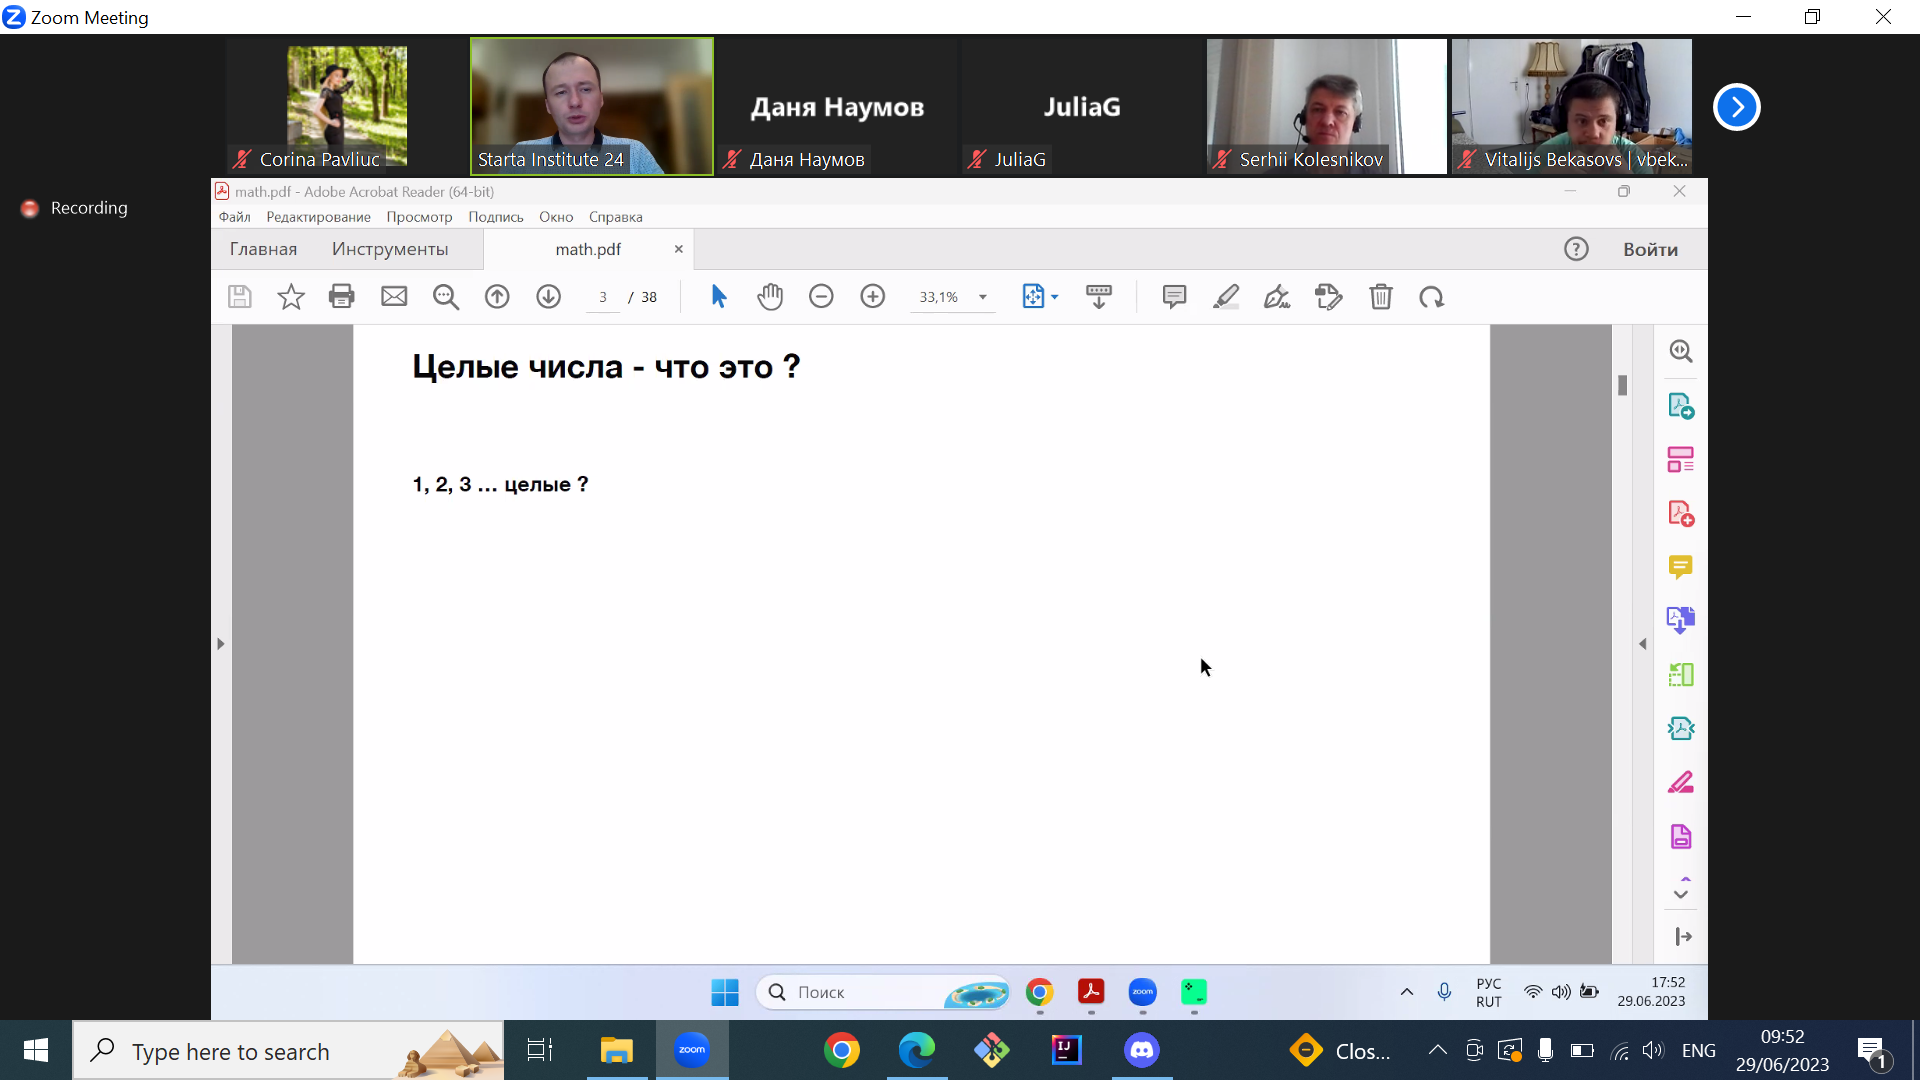 Zoom Meeting
Даня Наумов
JuliaG
Corina Pavliuc
Starta Institute 24
Даня Наумов
JuliaG
Serhii Kolesnikov
Vitalijs Bekasovs | vbek...
Recording
math.pdf - Adobe Acrobat Reader (64-bit)
Файл Редактирование Просмотр Подпись Окно Справка
Главная Инструменты math.pdf Войти
3 / 38 33,1%
Целые числа - что это ?
1, 2, 3 ... целые ?
Поиск
zoom
РУС
RUT
17:52
29.06.2023
Type here to search
zoom
IJ
Clos...
ENG
09:52
29/06/2023
1